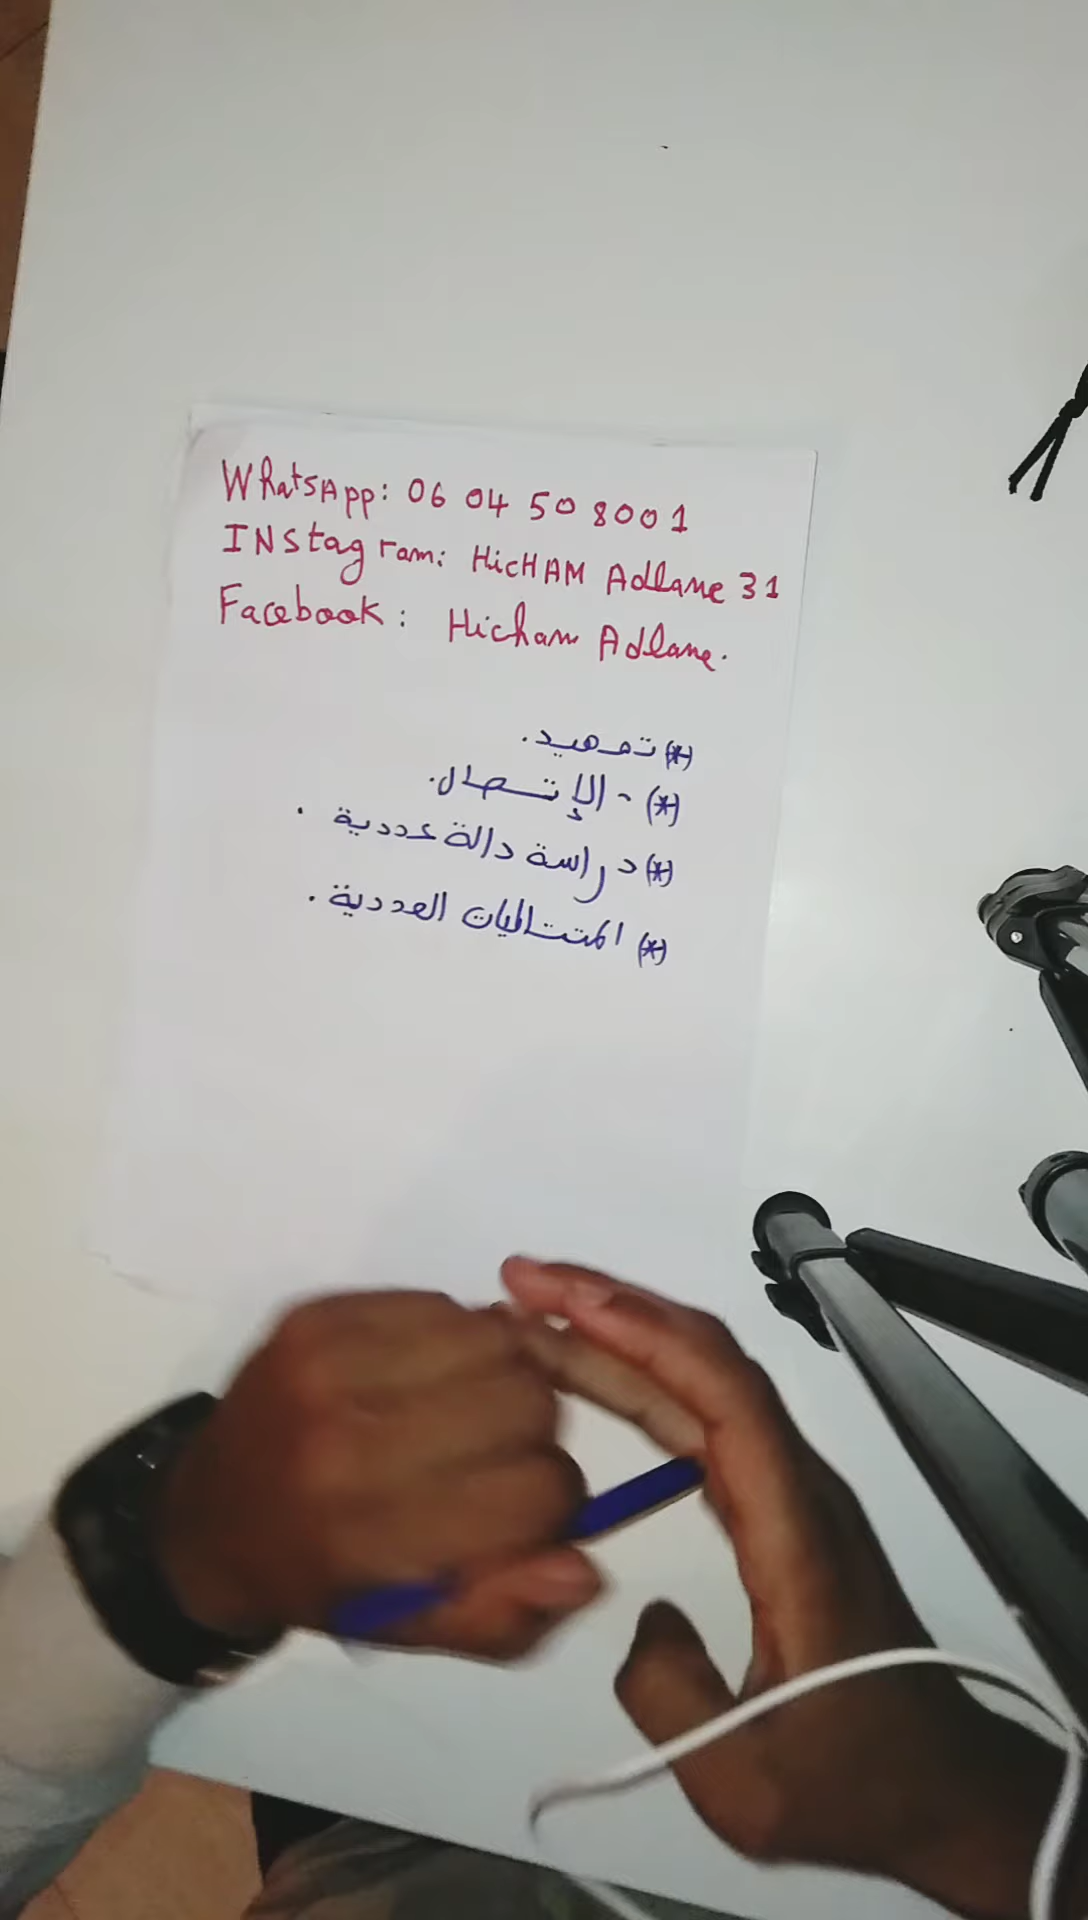 WhatsApp: 06 04 50 8001
INstagram: HicHAM Adlane 31
Facebook: Hicham Adlane.
(*) تمهيد.
(*) - الإتصال.
(*) دراسة دالة عددية.
(*) المتتاليات العددية.